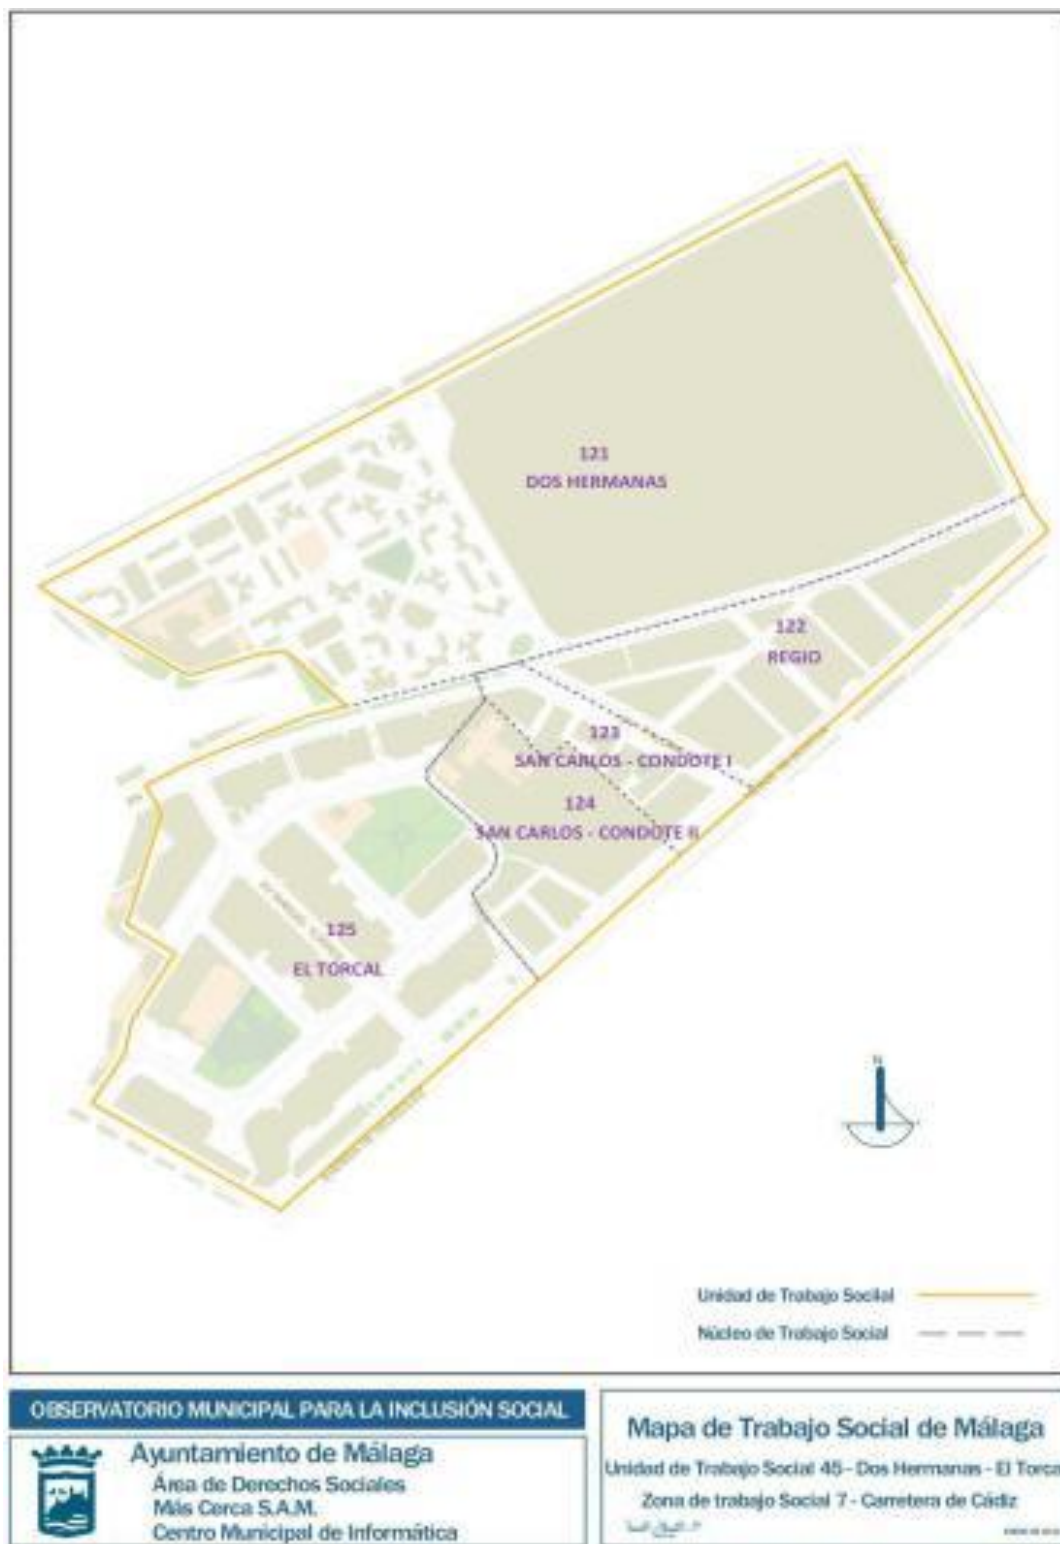 121
DOS HERMANAS
122
REGIO
123
SAN CARLOS - CONDOTE I
124
SAN CARLOS - CONDOTE II
125
EL TORCAL
N
Unidad de Trabajo Socilal
Núcleo de Trabajo Social
OBSERVATORIO MUNICIPAL PARA LA INCLUSIÓN SOCIAL
Ayuntamiento de Málaga
Área de Derechos Sociales
Más Cerca S.A.M.
Centro Municipal de Informática
Mapa de Trabajo Social de Málaga
Unidad de Trabajo Social 45 - Dos Hermanas - El Torca
Zona de trabajo Social 7 - Carretera de Cádiz